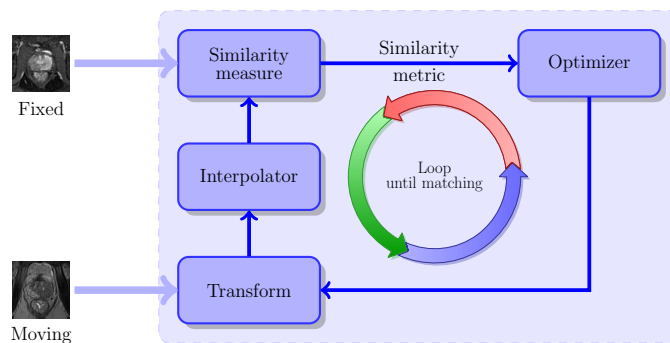 Fixed
Similarity
measure
Similarity
metric
Optimizer
Interpolator
Loop
until matching
Transform
Moving